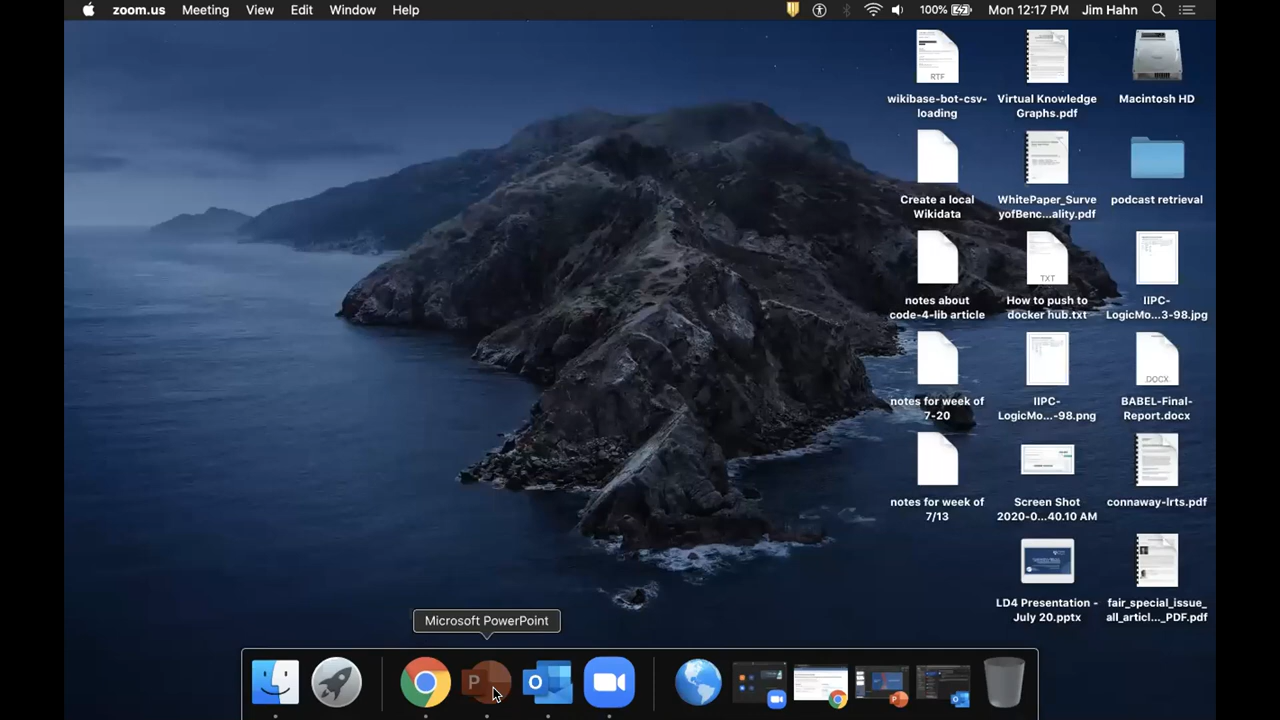 zoom.us Meeting View Edit Window Help 100% Mon 12:17 PM Jim Hahn
RTF
wikibase-bot-csv-
loading
Virtual Knowledge
Graphs.pdf
Macintosh HD
Create a local
Wikidata
WhitePaper_Surve
yofBenc...ality.pdf
podcast retrieval
notes about
code-4-lib article
TXT
How to push to
docker hub.txt
IIPC-
LogicMo...3-98.jpg
notes for week of
7-20
IIPC-
LogicMo...-98.png
DOCX
BABEL-Final-
Report.docx
notes for week of
7/13
Screen Shot
2020-0...40.10 AM
connaway-lrts.pdf
LD4 Presentation -
July 20.pptx
fair_special_issue_
all_articl..._PDF.pdf
Microsoft PowerPoint